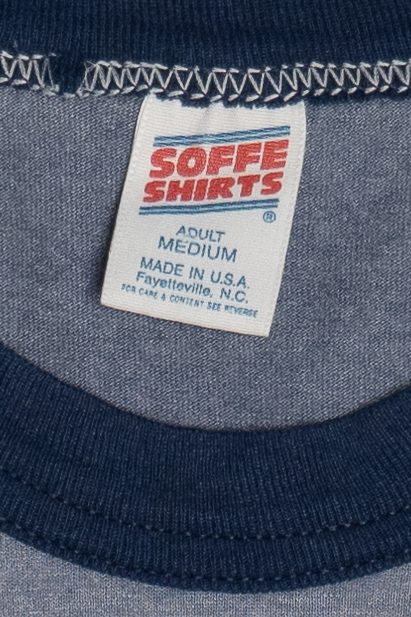 SOFFE
SHIRTS
®
ADULT
MEDIUM
MADE IN U.S.A.
Fayetteville, N.C.
FOR CARE & CONTENT SEE REVERSE